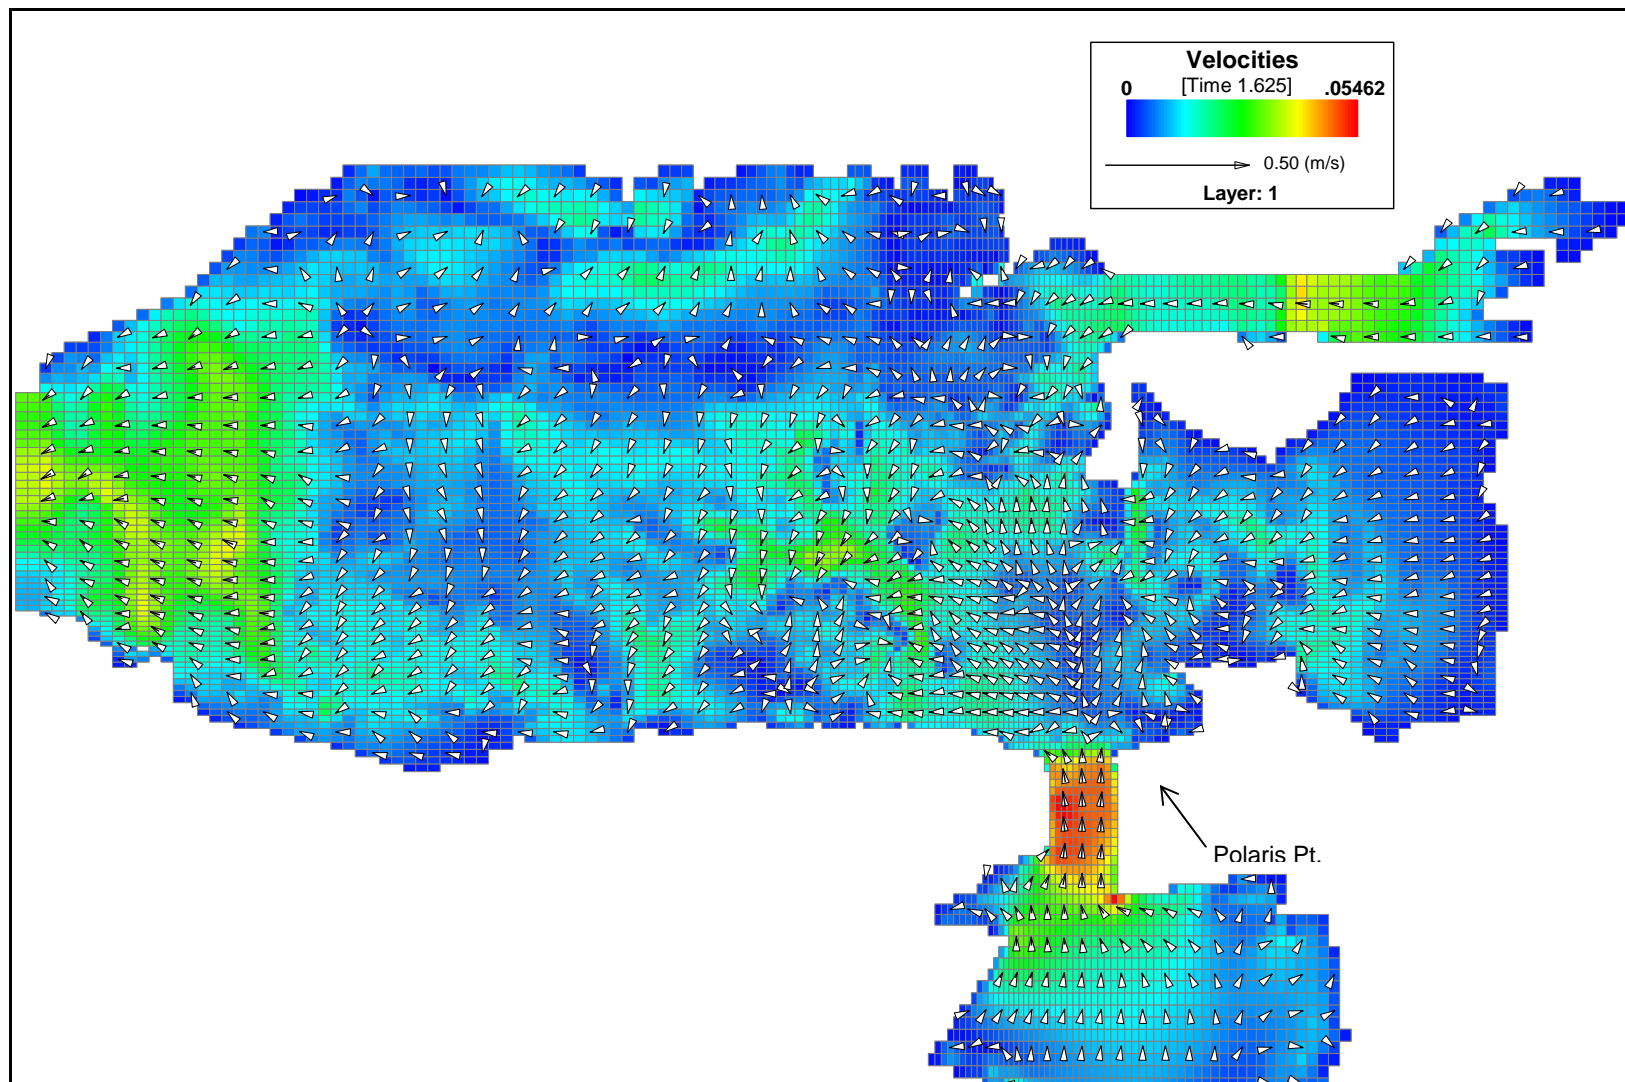 Velocities
[Time 1.625]
0 .05462
0.50 (m/s)
Layer: 1
Polaris Pt.